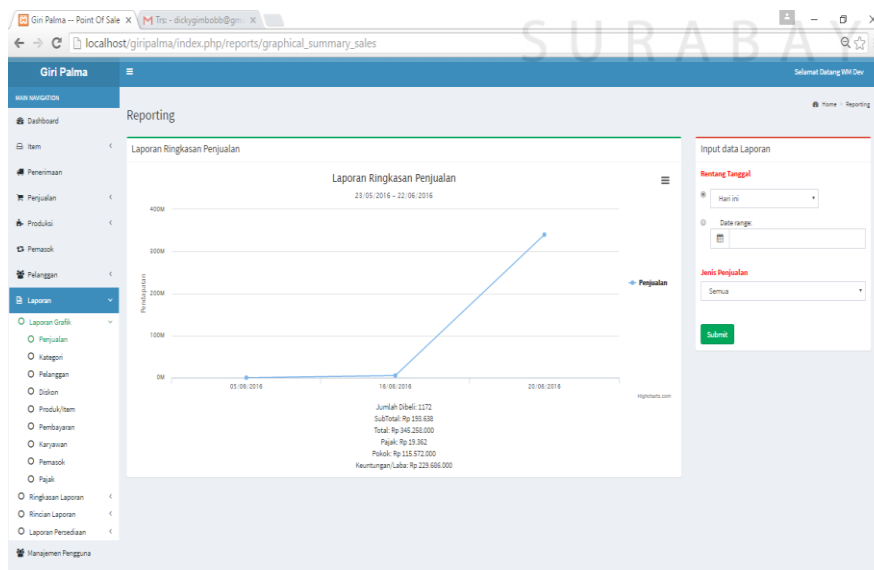 Giri Palma -- Point Of Sale
Trs: - dickygimbobb@gm
SURABAY
localhost/giripalma/index.php/reports/graphical_summary_sales
Giri Palma
Selamat Datang WM Dev
MAIN NAVIGATION
Home > Reporting
Dashboard
Reporting
Item
Penerimaan
Penjualan
Produksi
Pemasok
Pelanggan
Laporan
Laporan Grafik
Penjualan
Kategori
Pelanggan
Diskon
Produk/Item
Pembayaran
Karyawan
Pemasok
Pajak
Ringkasan Laporan
Rincian Laporan
Laporan Persediaan
Manajemen Pengguna
Laporan Ringkasan Penjualan
Laporan Ringkasan Penjualan
23/05/2016 – 22/06/2016
400M
300M
200M
100M
0M
Pendapatan
05/06/2016 16/06/2016 20/06/2016
Penjualan
Highcharts.com
Jumlah Dibeli: 1172
SubTotal: Rp 193.638
Total: Rp 345.258.000
Pajak: Rp 19.362
Pokok: Rp 115.572.000
Keuntungan/Laba: Rp 229.686.000
Input data Laporan
Rentang Tanggal
Hari ini
Date range:
Jenis Penjualan
Semua
Submit